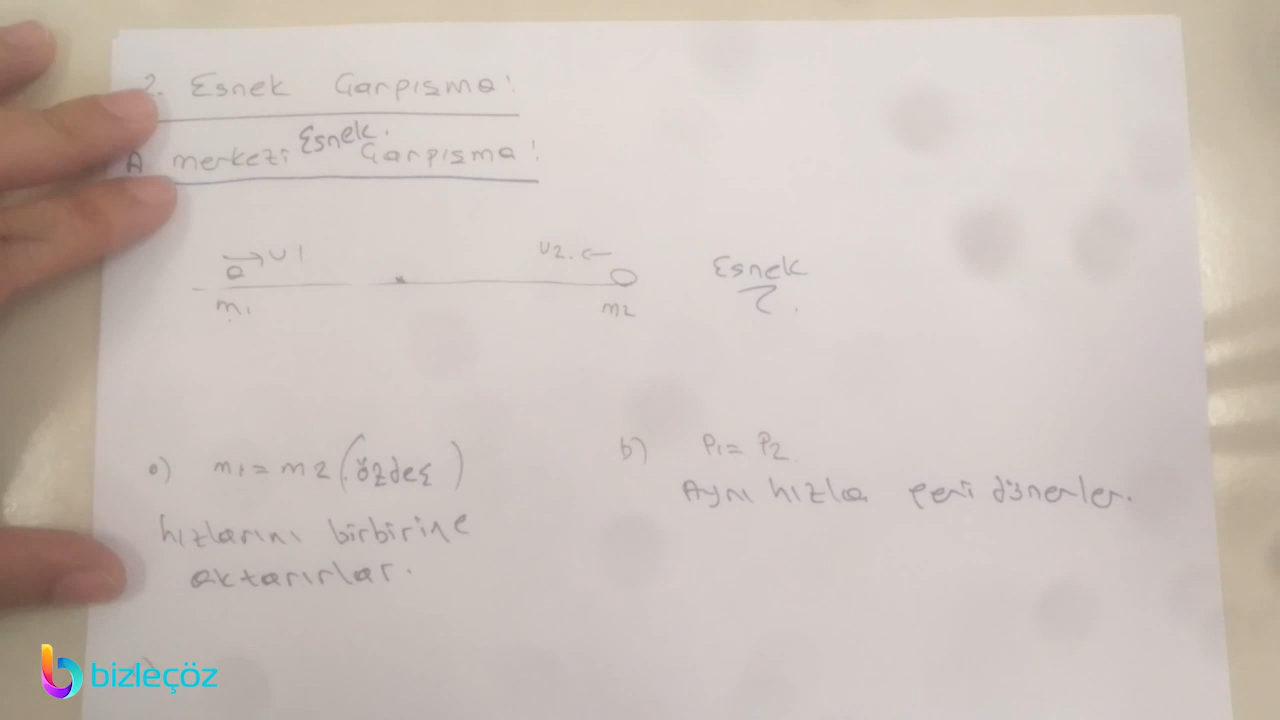 2. Esnek Çarpışma!
A merkezi Esnek Çarpışma!
→ v1
v2. ←
m1
m2
Esnek
a) m1 = m2 (özdeş)
hızlarını birbirine
aktarırlar.
b) P1 = P2
Aynı hızla geri dönerler.
bizleçöz